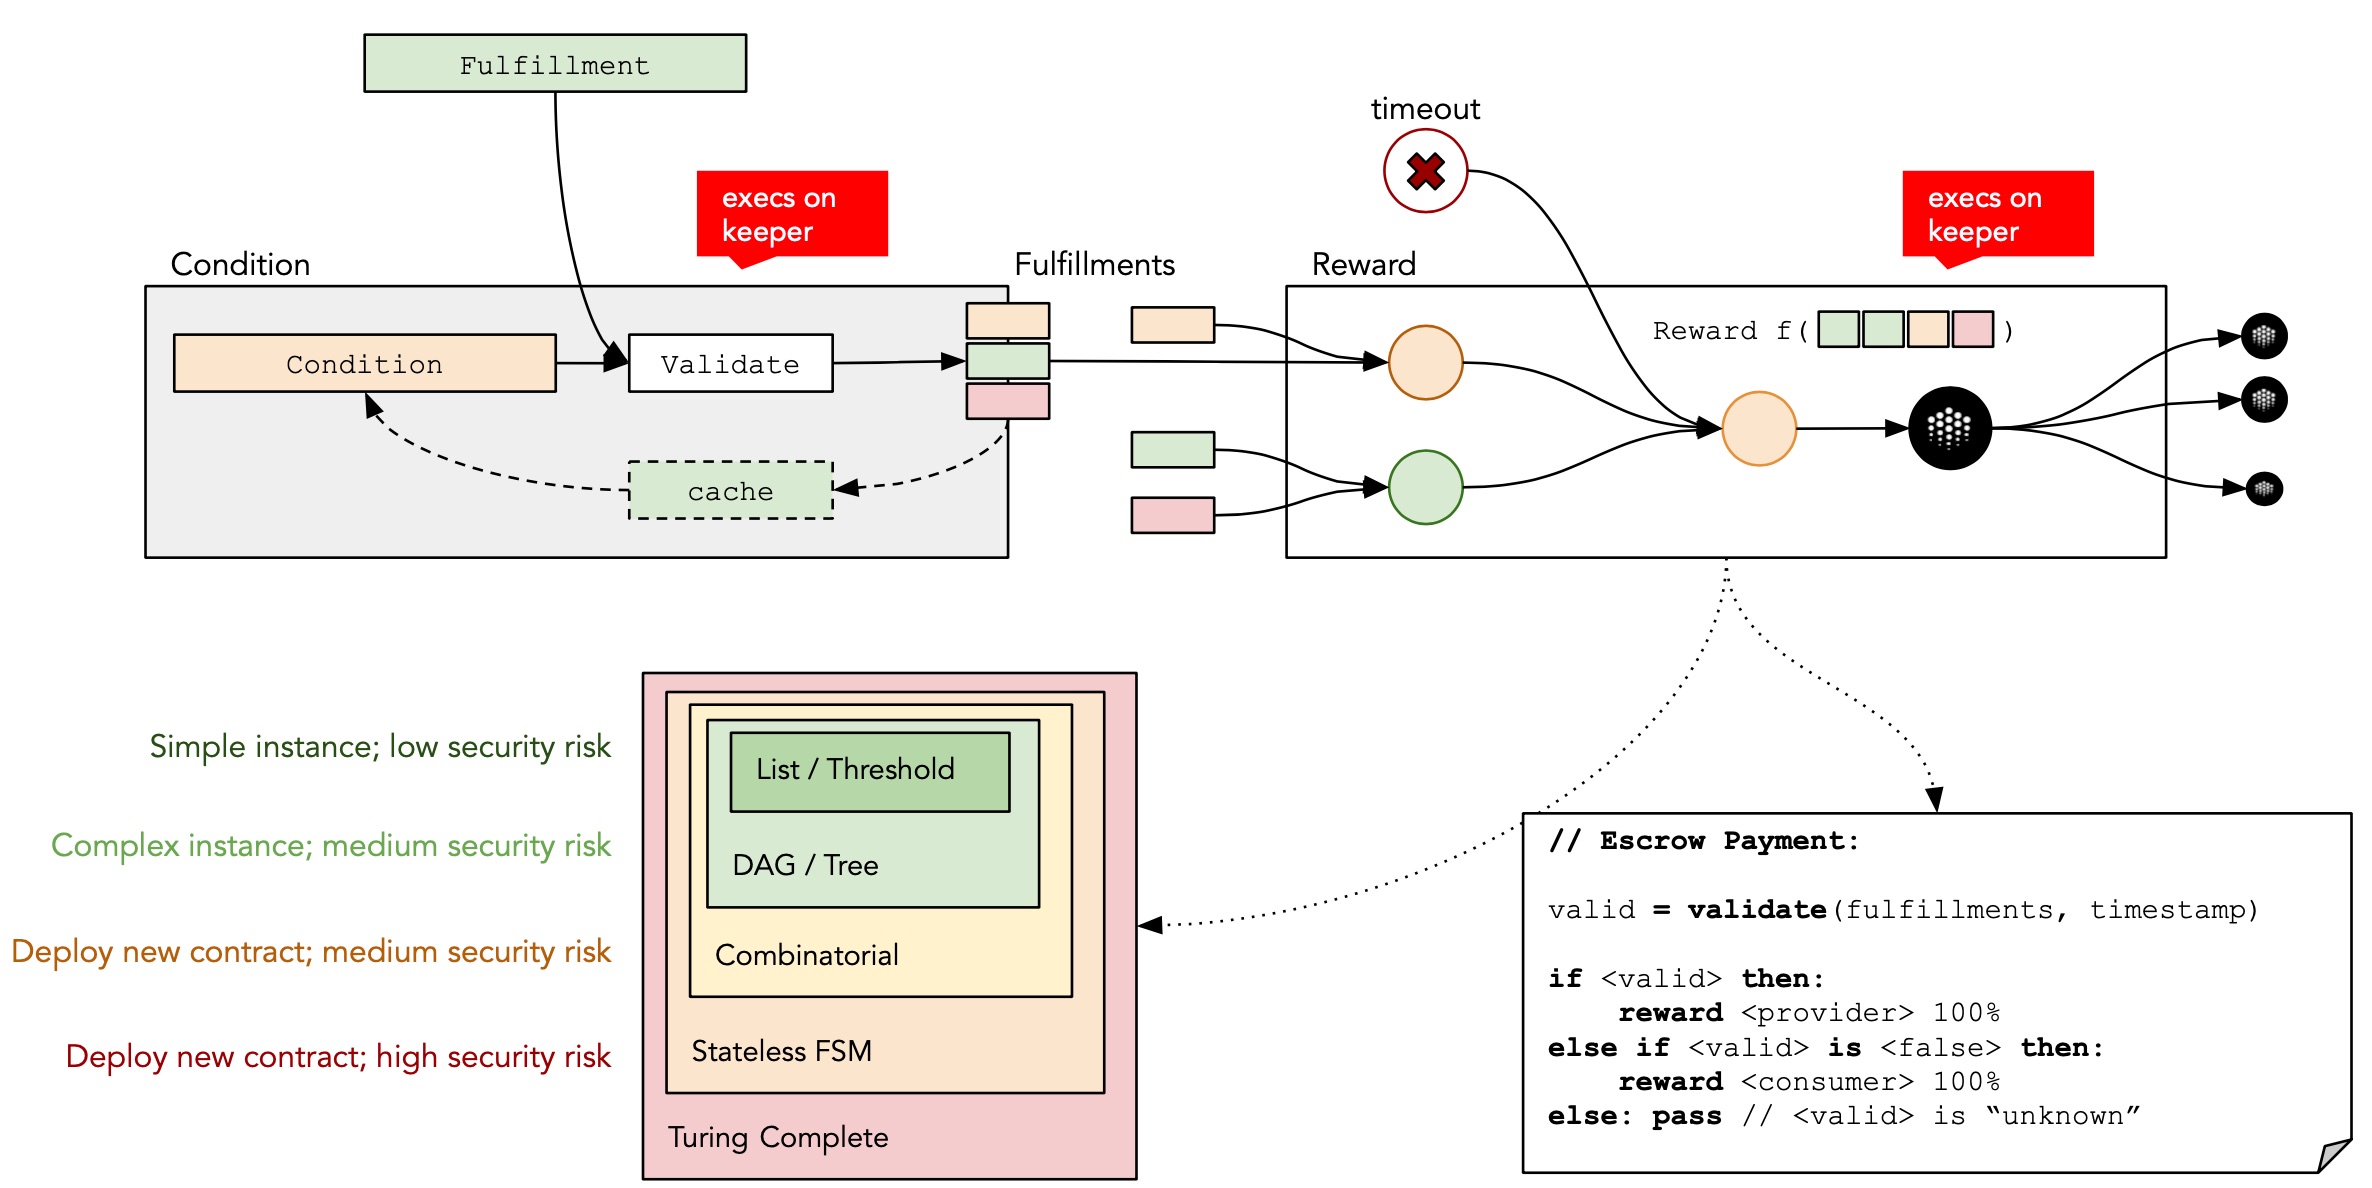 Fulfillment
timeout
execs on
keeper
execs on
keeper
Condition
Fulfillments
Reward
Reward f( )
Condition
Validate
cache
Simple instance; low security risk
List / Threshold
Complex instance; medium security risk
DAG / Tree
Deploy new contract; medium security risk
Combinatorial
Deploy new contract; high security risk
Stateless FSM
Turing Complete
// Escrow Payment:
valid = validate(fulfillments, timestamp)
if <valid> then:
    reward <provider> 100%
else if <valid> is <false> then:
    reward <consumer> 100%
else: pass // <valid> is “unknown”